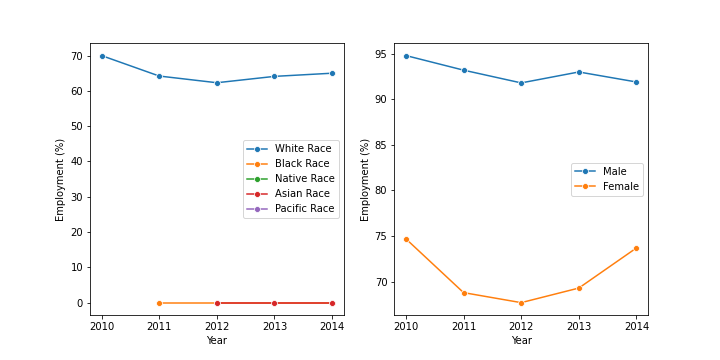 Employment (%)
70
60
50
40
30
20
10
0
White Race
Black Race
Native Race
Asian Race
Pacific Race
2010 2011 2012 2013 2014
Year
Employment (%)
95
90
85
80
75
70
Male
Female
2010 2011 2012 2013 2014
Year